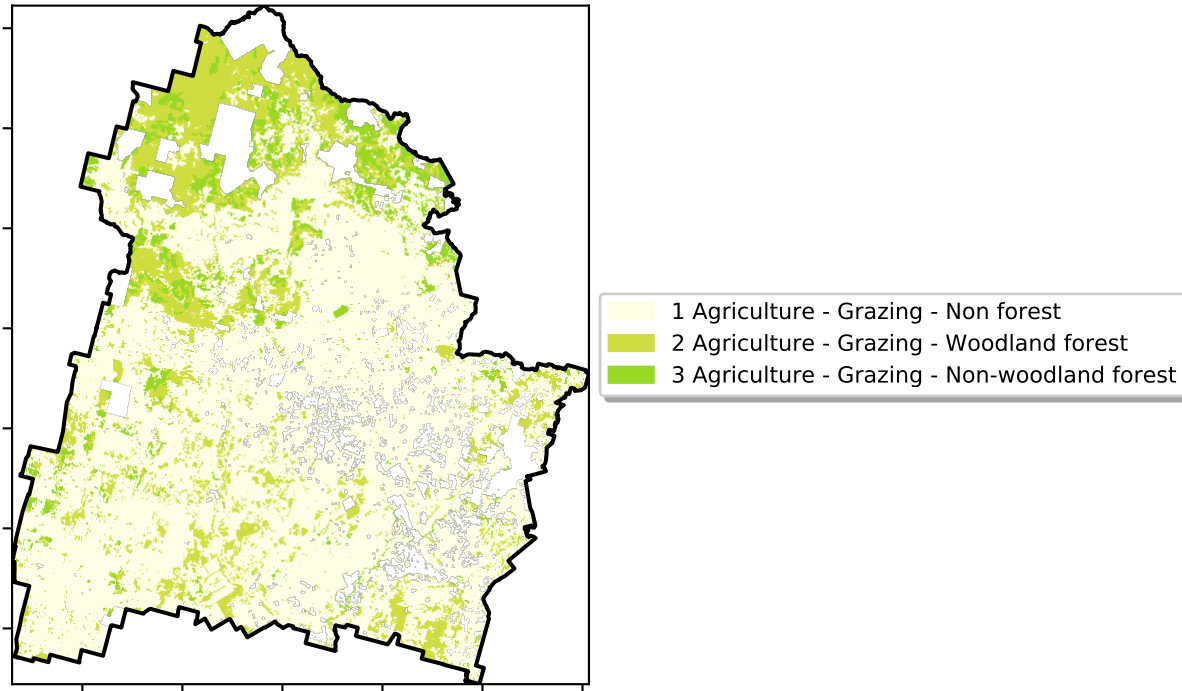 1 Agriculture - Grazing - Non forest
2 Agriculture - Grazing - Woodland forest
3 Agriculture - Grazing - Non-woodland forest